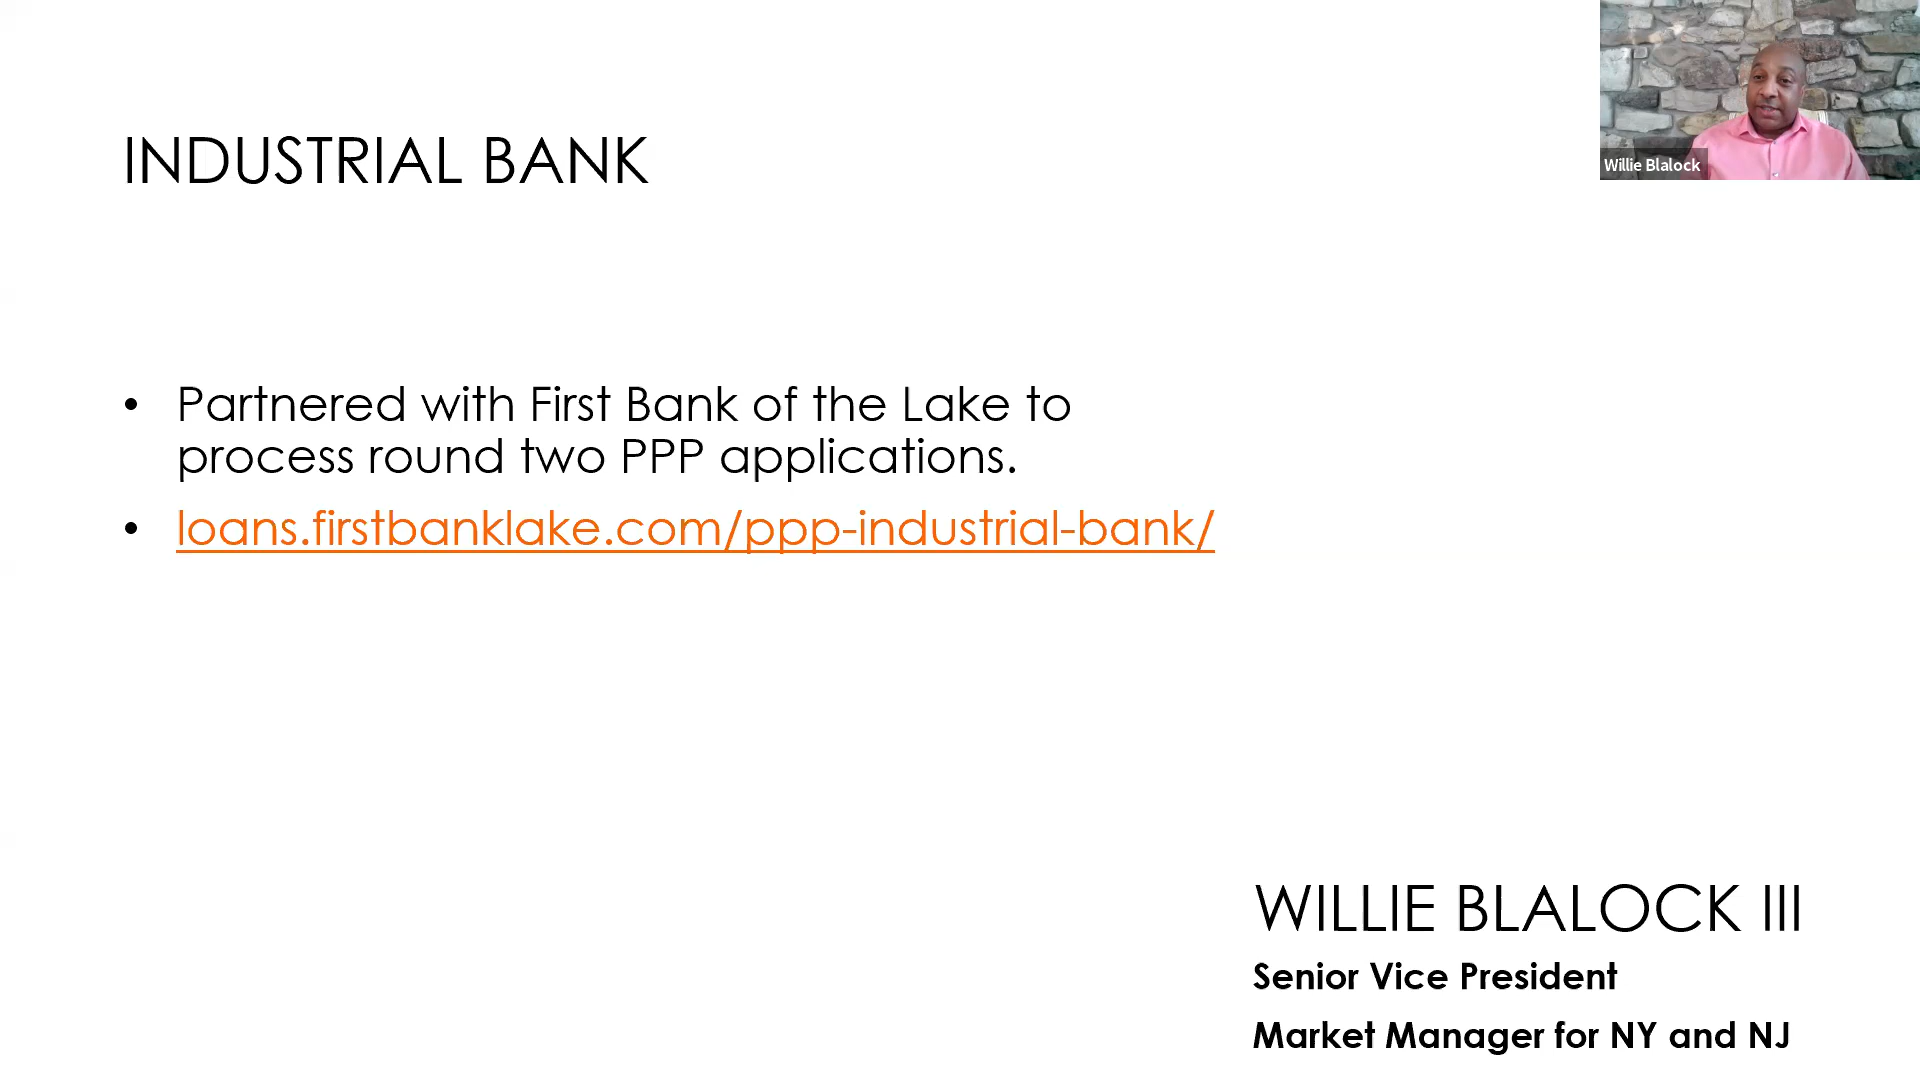 INDUSTRIAL BANK
Willie Blalock
• Partnered with First Bank of the Lake to
process round two PPP applications.
• loans.firstbanklake.com/ppp-industrial-bank/
WILLIE BLALOCK III
Senior Vice President
Market Manager for NY and NJ